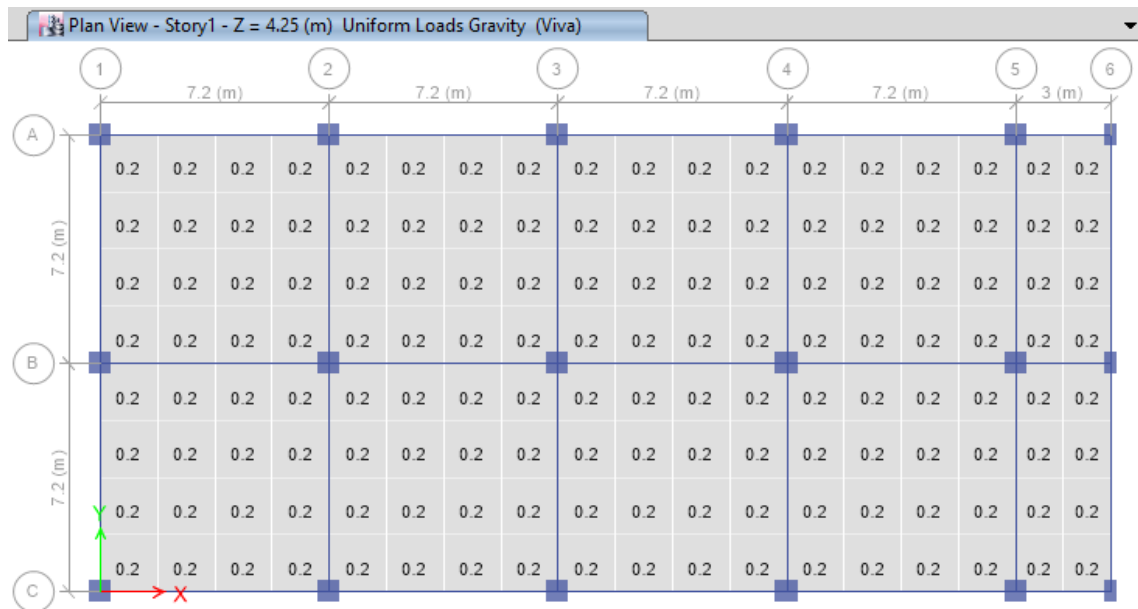 Plan View - Story1 - Z = 4.25 (m) Uniform Loads Gravity (Viva)
1 2 3 4 5 6
7.2 (m) 7.2 (m) 7.2 (m) 7.2 (m) 3 (m)
A
0.2 0.2 0.2 0.2 0.2 0.2 0.2 0.2 0.2 0.2 0.2 0.2 0.2 0.2 0.2 0.2 0.2 0.2
0.2 0.2 0.2 0.2 0.2 0.2 0.2 0.2 0.2 0.2 0.2 0.2 0.2 0.2 0.2 0.2 0.2 0.2
7.2 (m)
0.2 0.2 0.2 0.2 0.2 0.2 0.2 0.2 0.2 0.2 0.2 0.2 0.2 0.2 0.2 0.2 0.2 0.2
0.2 0.2 0.2 0.2 0.2 0.2 0.2 0.2 0.2 0.2 0.2 0.2 0.2 0.2 0.2 0.2 0.2 0.2
B
0.2 0.2 0.2 0.2 0.2 0.2 0.2 0.2 0.2 0.2 0.2 0.2 0.2 0.2 0.2 0.2 0.2 0.2
0.2 0.2 0.2 0.2 0.2 0.2 0.2 0.2 0.2 0.2 0.2 0.2 0.2 0.2 0.2 0.2 0.2 0.2
7.2 (m)
Y
0.2 0.2 0.2 0.2 0.2 0.2 0.2 0.2 0.2 0.2 0.2 0.2 0.2 0.2 0.2 0.2 0.2 0.2
0.2 0.2 0.2 0.2 0.2 0.2 0.2 0.2 0.2 0.2 0.2 0.2 0.2 0.2 0.2 0.2 0.2 0.2
C
X